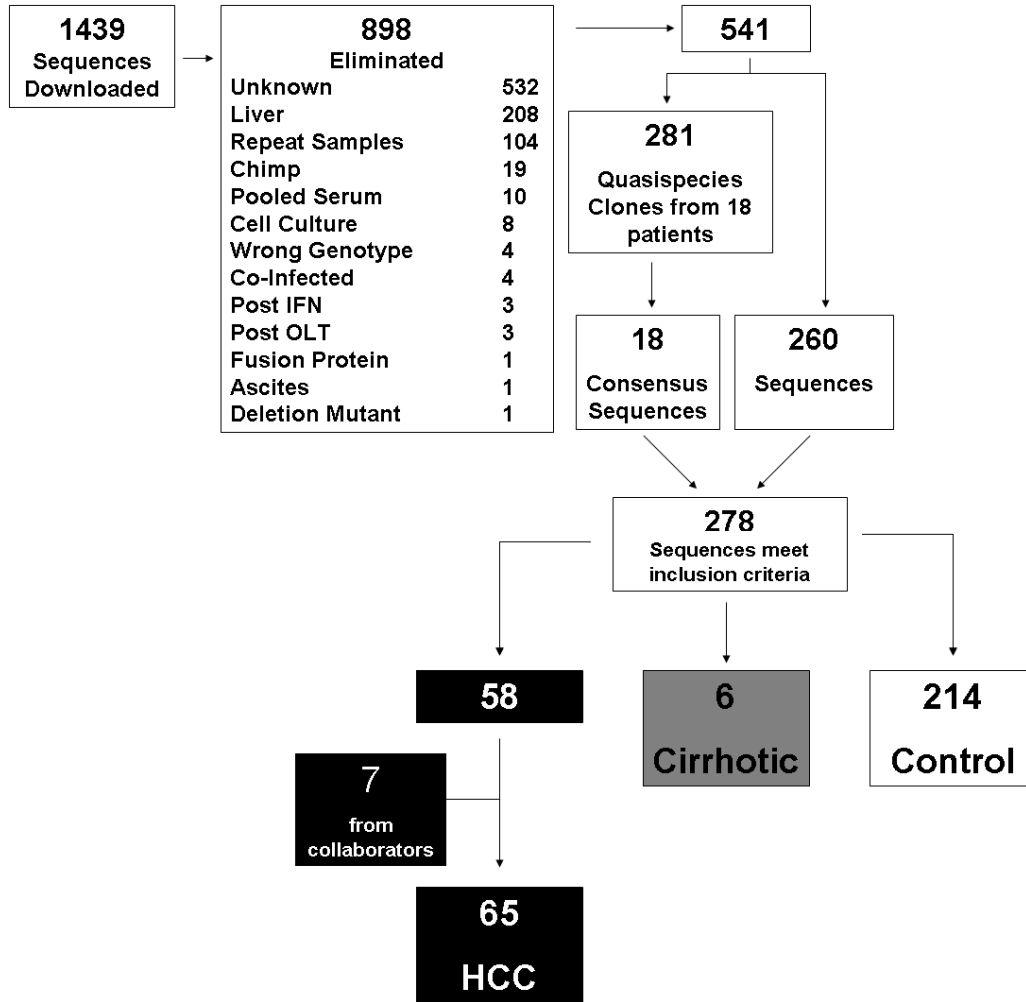 1439
Sequences
Downloaded
898
Eliminated
Unknown 532
Liver 208
Repeat Samples 104
Chimp 19
Pooled Serum 10
Cell Culture 8
Wrong Genotype 4
Co-Infected 4
Post IFN 3
Post OLT 3
Fusion Protein 1
Ascites 1
Deletion Mutant 1
541
281
Quasispecies
Clones from 18
patients
18
Consensus
Sequences
260
Sequences
278
Sequences meet
inclusion criteria
58
6
Cirrhotic
214
Control
7
from
collaborators
65
HCC